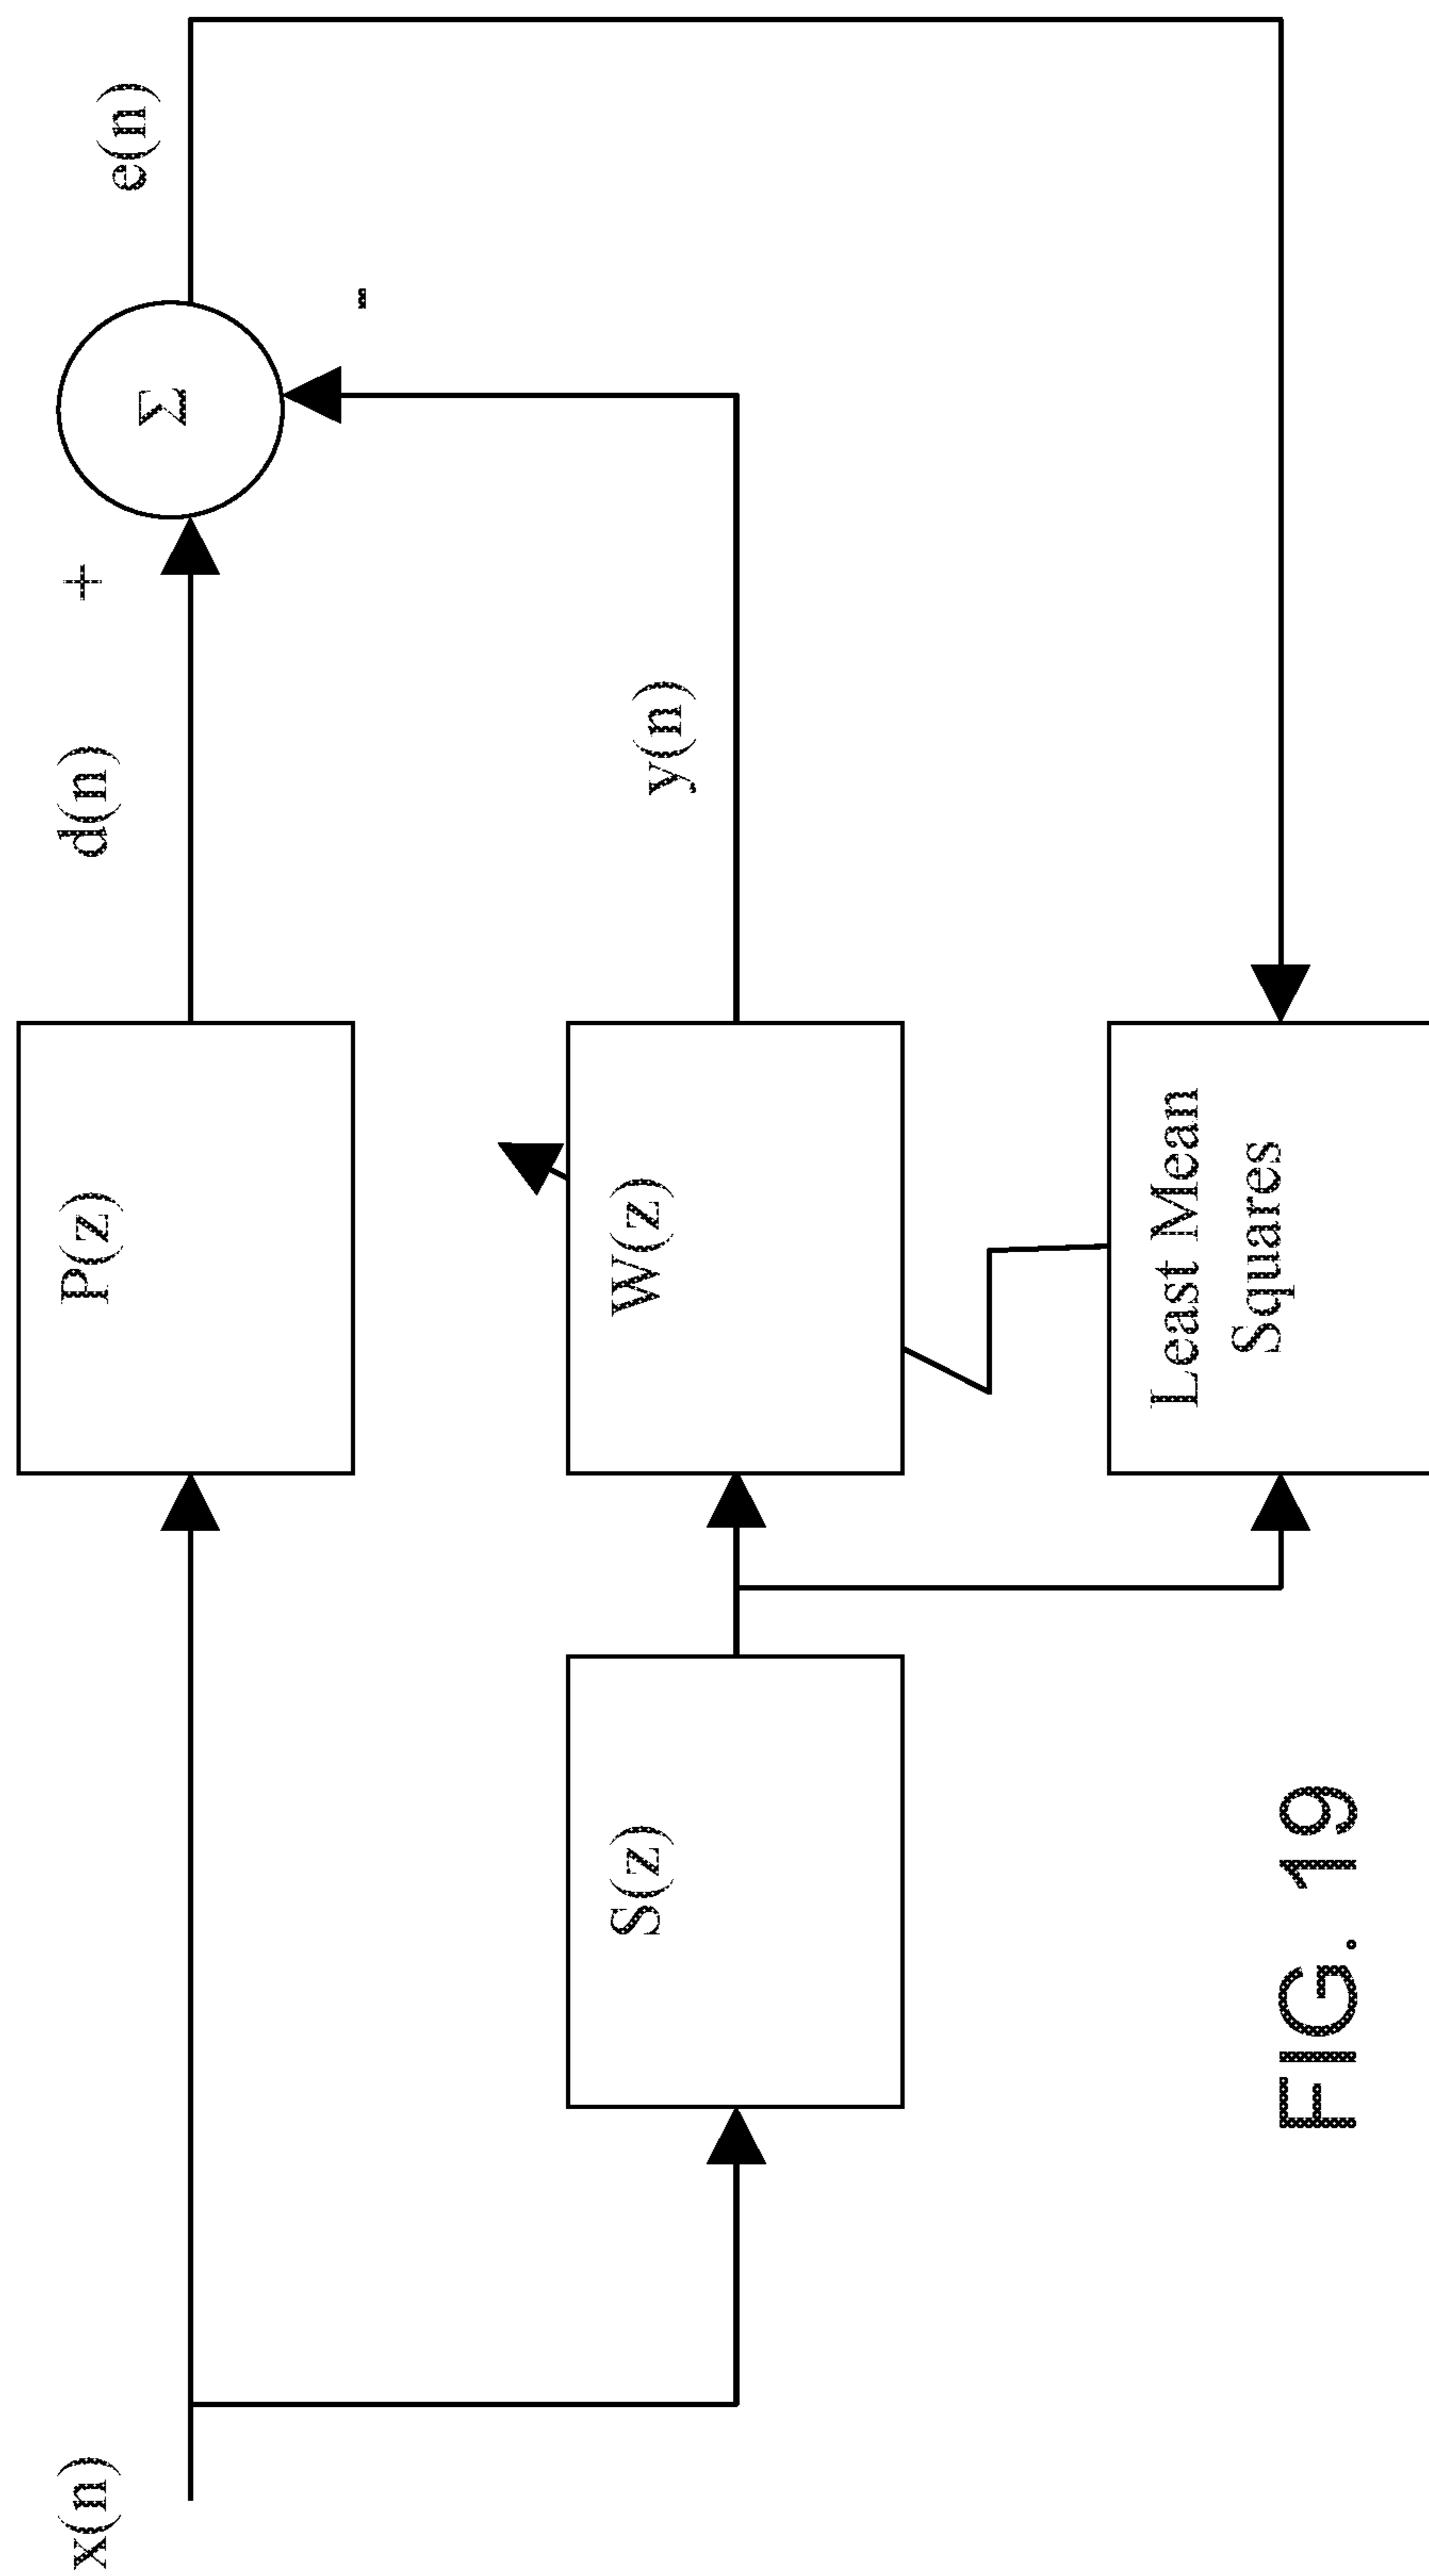 x(n)
P(z)
d(n)
+
Σ
e(n)
-
S(z)
W(z)
y(n)
Least Mean
Squares
FIG. 19